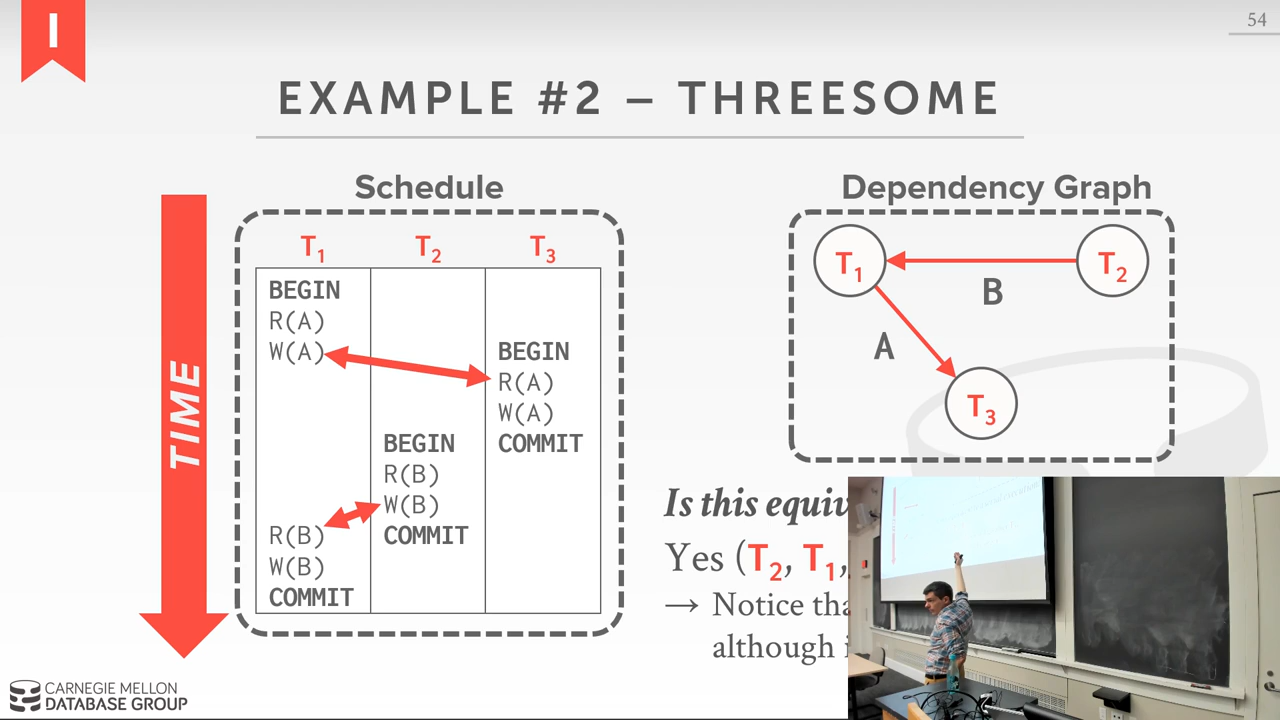 I
54
EXAMPLE #2 – THREESOME
Schedule
T1 T2 T3
BEGIN
R(A)
W(A)
R(B)
W(B)
COMMIT
BEGIN
R(B)
W(B)
COMMIT
BEGIN
R(A)
W(A)
COMMIT
TIME
Dependency Graph
T1
T2
B
A
T3
Is this equiv
Yes (T2, T1,
→ Notice tha
although i
CARNEGIE MELLON
DATABASE GROUP